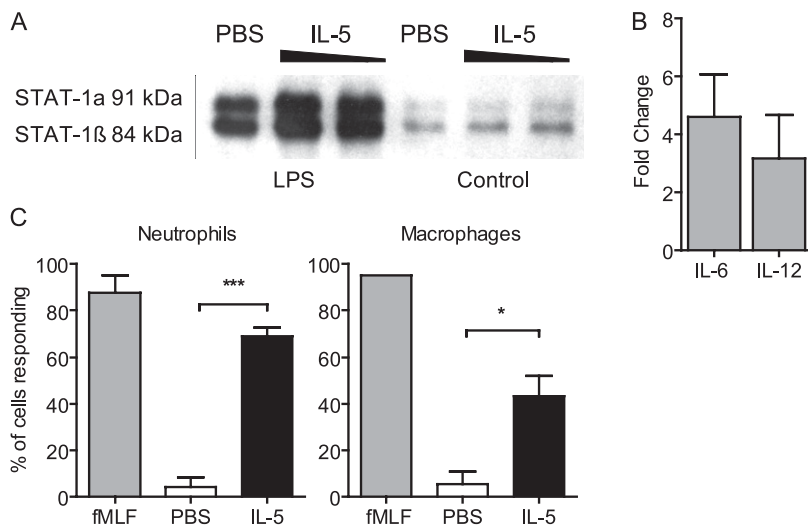 A
PBS IL-5 PBS IL-5
STAT-1a 91 kDa
STAT-1ß 84 kDa
LPS Control
B
Fold Change
8
6
4
2
0
IL-6 IL-12
C
Neutrophils
% of cells responding
100
80
60
40
20
0
***
fMLF PBS IL-5
Macrophages
100
80
60
40
20
0
*
fMLF PBS IL-5